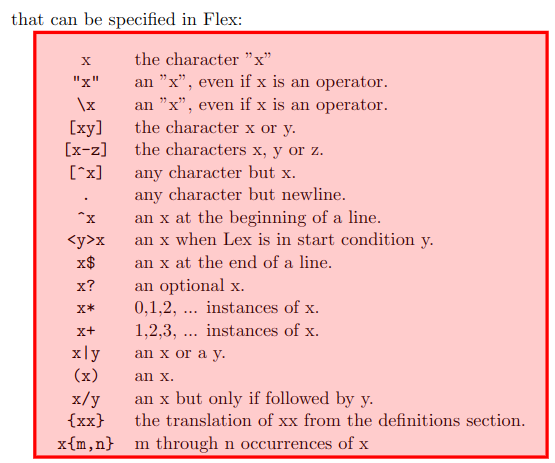 that can be specified in Flex:
x the character ”x”
"x" an ”x”, even if x is an operator.
\x an ”x”, even if x is an operator.
[xy] the character x or y.
[x-z] the characters x, y or z.
[^x] any character but x.
. any character but newline.
^x an x at the beginning of a line.
<y>x an x when Lex is in start condition y.
x$ an x at the end of a line.
x? an optional x.
x* 0,1,2, ... instances of x.
x+ 1,2,3, ... instances of x.
x|y an x or a y.
(x) an x.
x/y an x but only if followed by y.
{xx} the translation of xx from the definitions section.
x{m,n} m through n occurrences of x